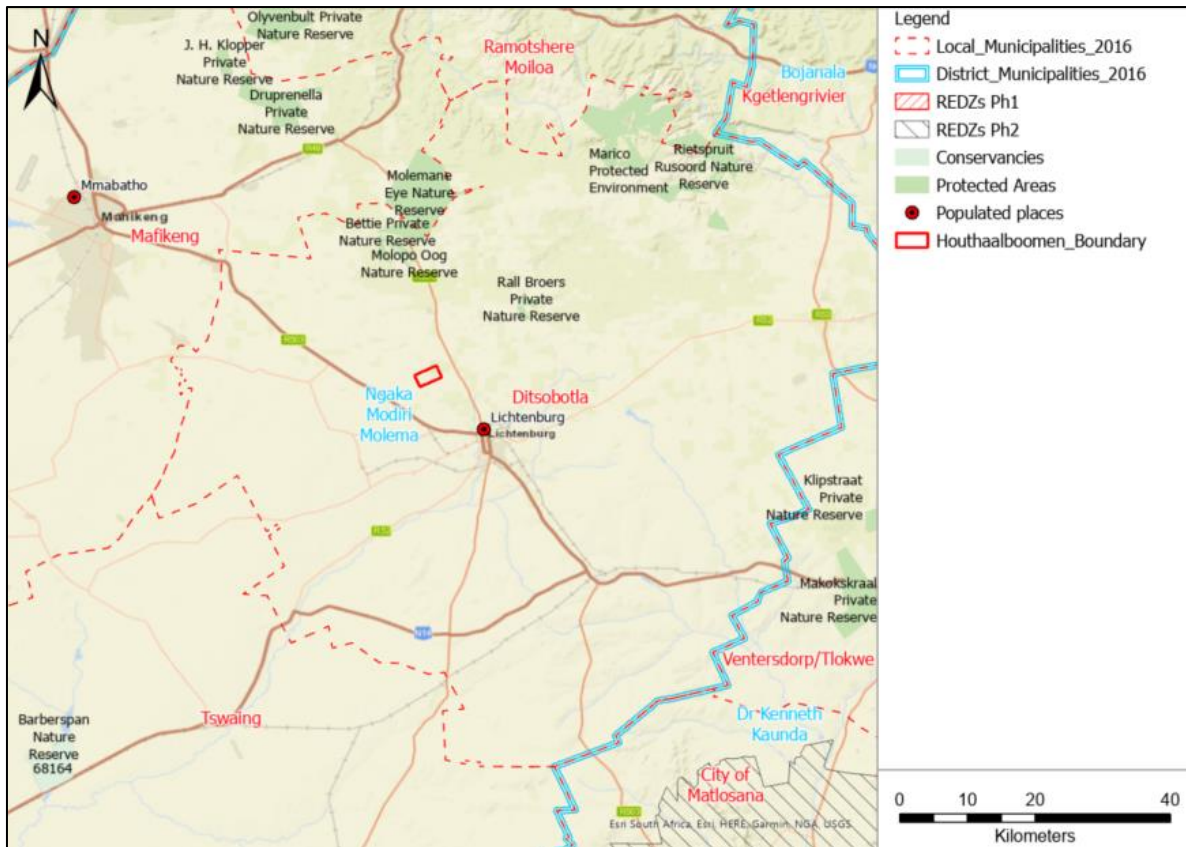 Olyvenbult Private
Nature Reserve
N
J. H. Klopper
Private
Nature Reserve
Druprenella
Private
Nature Reserve
Ramotshere
Moiloa
Bojanala
Kgetlengrivier
Marico
Protected
Environment
Rietspruit
Rusoord Nature
Reserve
Molemane
Eye Nature
Reserve
Bettie Private
Nature Reserve
Molopo Oog
Nature Reserve
Mmabatho
Mahikeng
Mafikeng
Rall Broers
Private
Nature Reserve
R52
R503
Ngaka
Modiri
Molema
Ditsobotla
Lichtenburg
Lichtenburg
Klipstraat
Private
Nature Reserve
R52
Makokskraal
Private
Nature Reserve
N14
Ventersdorp/Tlokwe
Tswaing
Dr Kenneth
Kaunda
Barberspan
Nature
Reserve
68164
City of
Matlosana
Esri South Africa, Esri, HERE, Garmin, NGA, USGS
Legend
Local_Municipalities_2016
District_Municipalities_2016
REDZs Ph1
REDZs Ph2
Conservancies
Protected Areas
Populated places
Houthaalboomen_Boundary
0 10 20 40
Kilometers